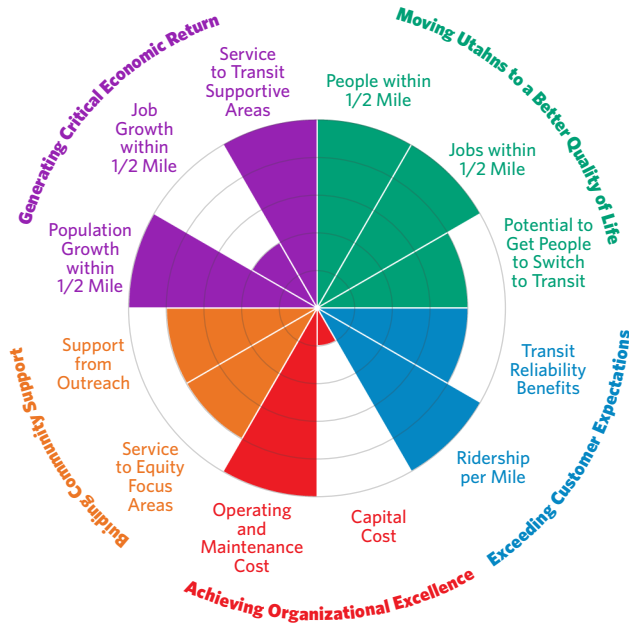 Moving Utahns to a Better Quality of Life
People within
1/2 Mile
Jobs within
1/2 Mile
Potential to
Get People
to Switch
to Transit
Exceeding Customer Expectations
Transit
Reliability
Benefits
Ridership
per Mile
Achieving Organizational Excellence
Capital
Cost
Operating
and
Maintenance
Cost
Buiding Community Support
Service
to Equity
Focus
Areas
Support
from
Outreach
Generating Critical Economic Return
Population
Growth
within
1/2 Mile
Job
Growth
within
1/2 Mile
Service
to Transit
Supportive
Areas